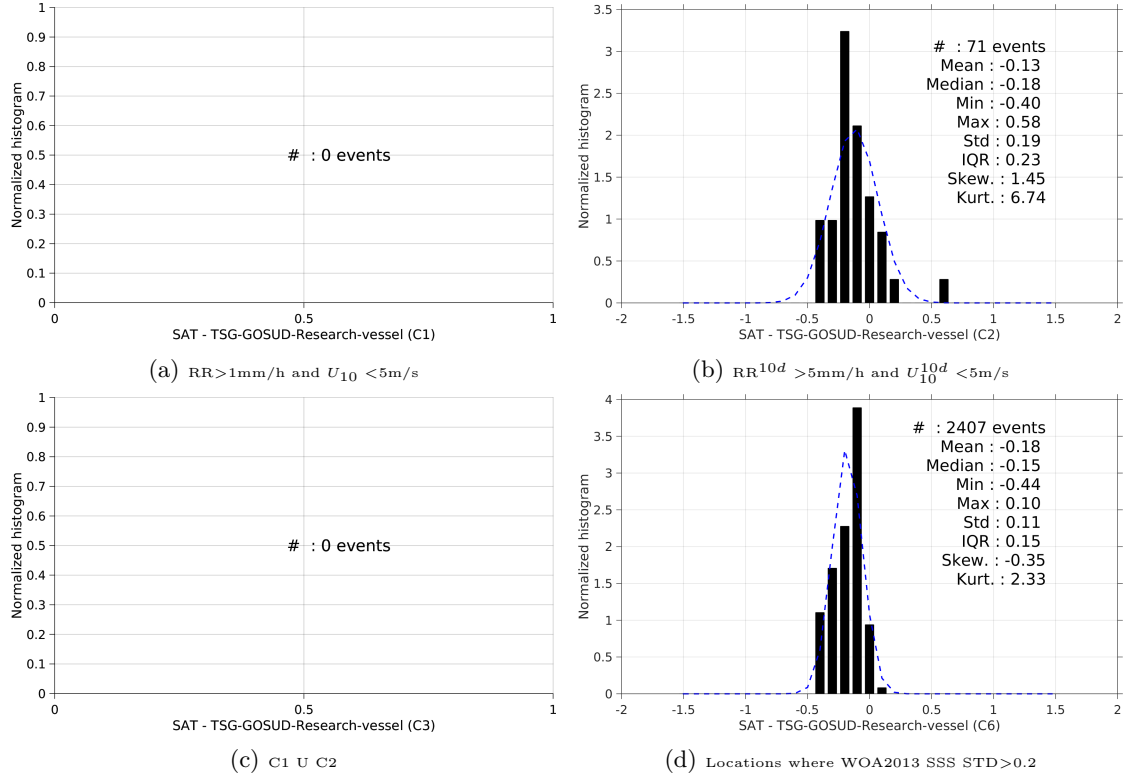 1
0.9
0.8
0.7
0.6
0.5
0.4
0.3
0.2
0.1
0
Normalized histogram
# : 0 events
0 0.5 1
SAT - TSG-GOSUD-Research-vessel (C1)
(a) RR>1mm/h and U10 <5m/s
3.5
3
2.5
2
1.5
1
0.5
0
Normalized histogram
# : 71 events
Mean : -0.13
Median : -0.18
Min : -0.40
Max : 0.58
Std : 0.19
IQR : 0.23
Skew. : 1.45
Kurt. : 6.74
-2 -1.5 -1 -0.5 0 0.5 1 1.5 2
SAT - TSG-GOSUD-Research-vessel (C2)
(b) RR^10d >5mm/h and U_10^10d <5m/s
1
0.9
0.8
0.7
0.6
0.5
0.4
0.3
0.2
0.1
0
Normalized histogram
# : 0 events
0 0.5 1
SAT - TSG-GOSUD-Research-vessel (C3)
(c) C1 U C2
4
3.5
3
2.5
2
1.5
1
0.5
0
Normalized histogram
# : 2407 events
Mean : -0.18
Median : -0.15
Min : -0.44
Max : 0.10
Std : 0.11
IQR : 0.15
Skew. : -0.35
Kurt. : 2.33
-2 -1.5 -1 -0.5 0 0.5 1 1.5 2
SAT - TSG-GOSUD-Research-vessel (C6)
(d) Locations where WOA2013 SSS STD>0.2